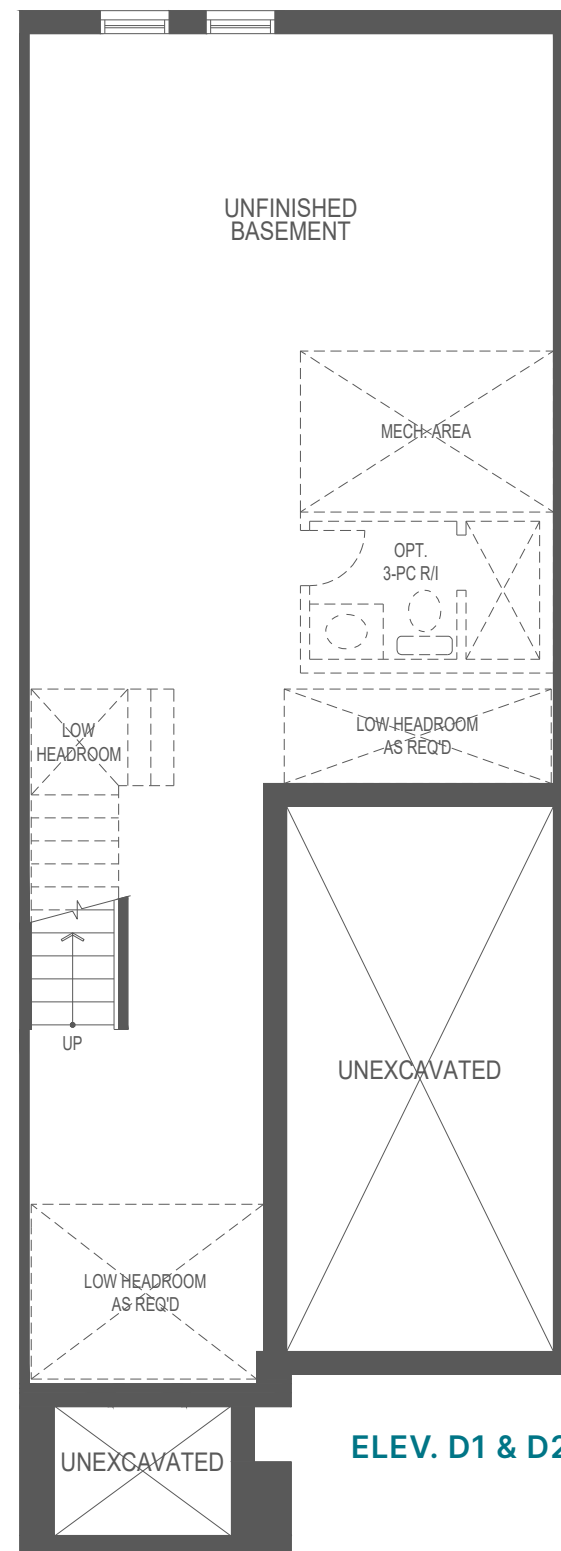 UNFINISHED
BASEMENT
MECH. AREA
OPT.
3-PC R/I
LOW
HEADROOM
LOW HEADROOM
AS REQ'D
UP
UNEXCAVATED
LOW HEADROOM
AS REQ'D
UNEXCAVATED
ELEV. D1 & D2